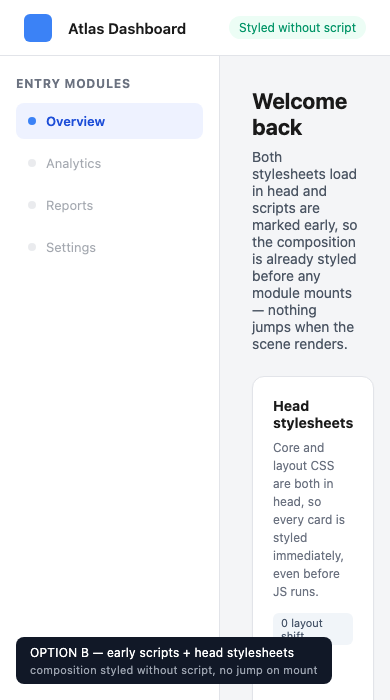 Atlas Dashboard
Styled without script
ENTRY MODULES
Overview
Analytics
Reports
Settings
Welcome
back
Both
stylesheets load
in head and
scripts are
marked early, so
the composition
is already styled
before any
module mounts
— nothing
jumps when the
scene renders.
Head
stylesheets
Core and
layout CSS
are both in
head, so
every card is
styled
immediately,
even before
JS runs.
0 layout
shift
OPTION B — early scripts + head stylesheets
composition styled without script, no jump on mount